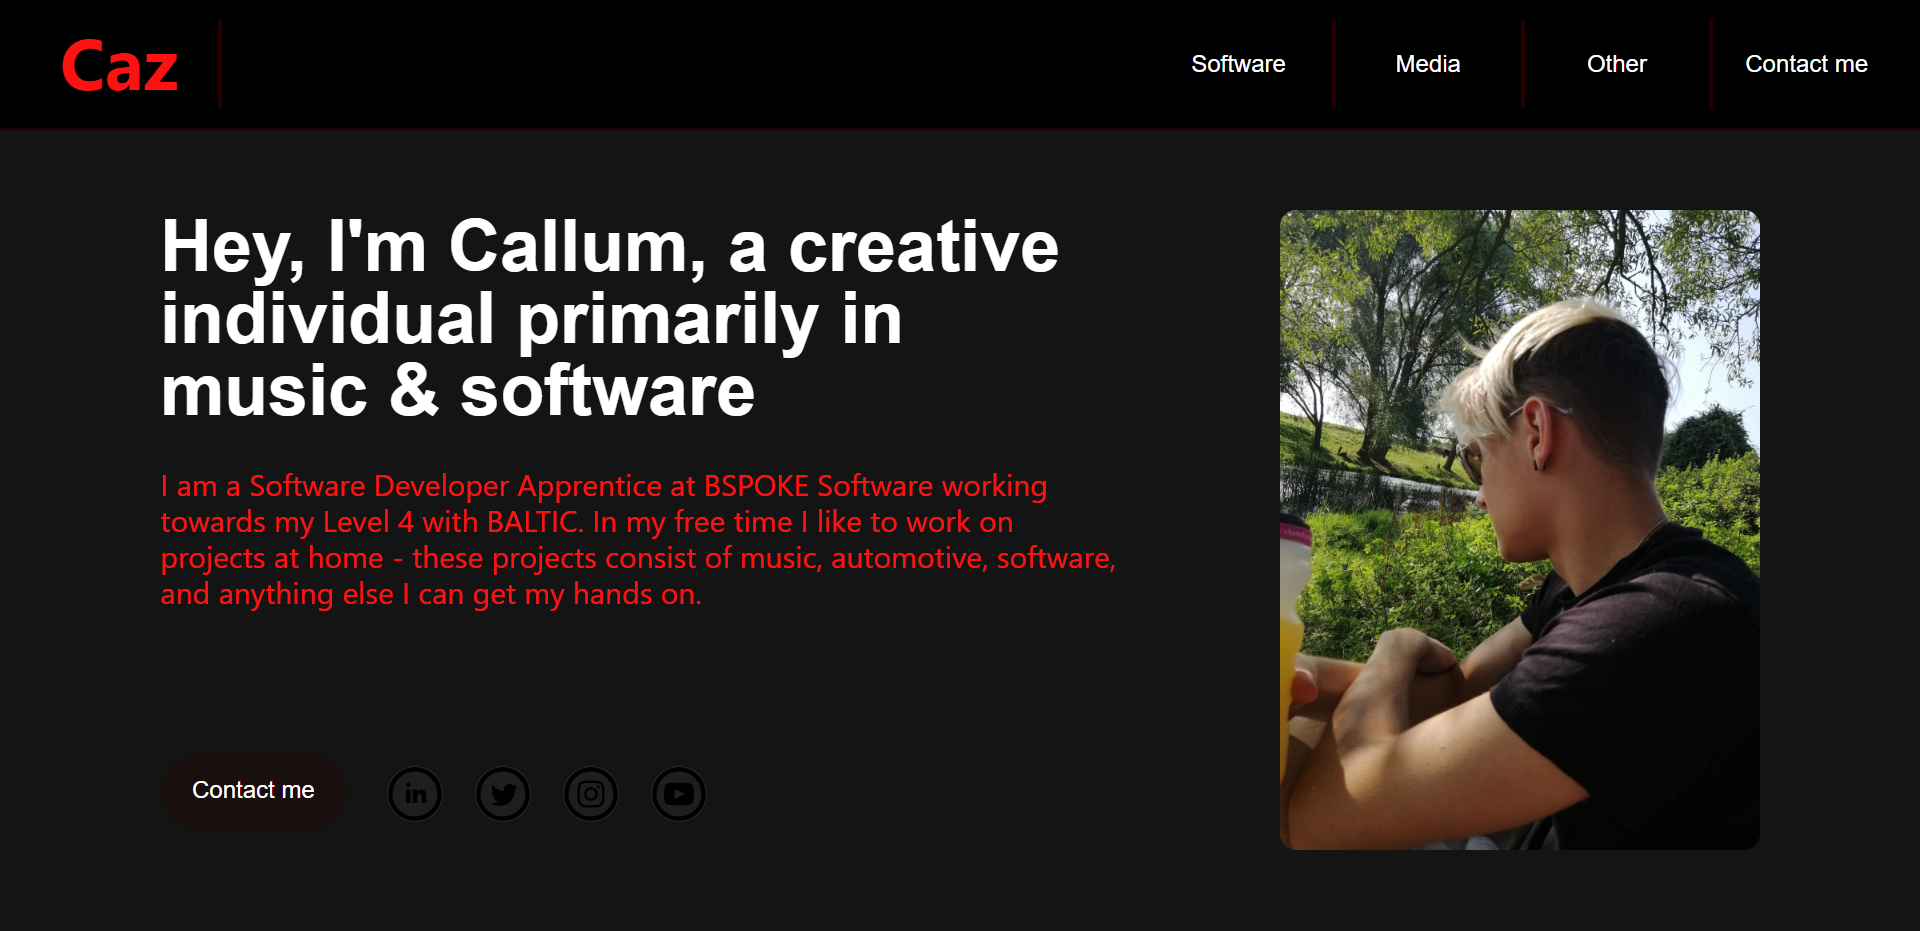 Caz
Software
Media
Other
Contact me
Hey, I'm Callum, a creative
individual primarily in
music & software
I am a Software Developer Apprentice at BSPOKE Software working
towards my Level 4 with BALTIC. In my free time I like to work on
projects at home - these projects consist of music, automotive, software,
and anything else I can get my hands on.
Contact me
in